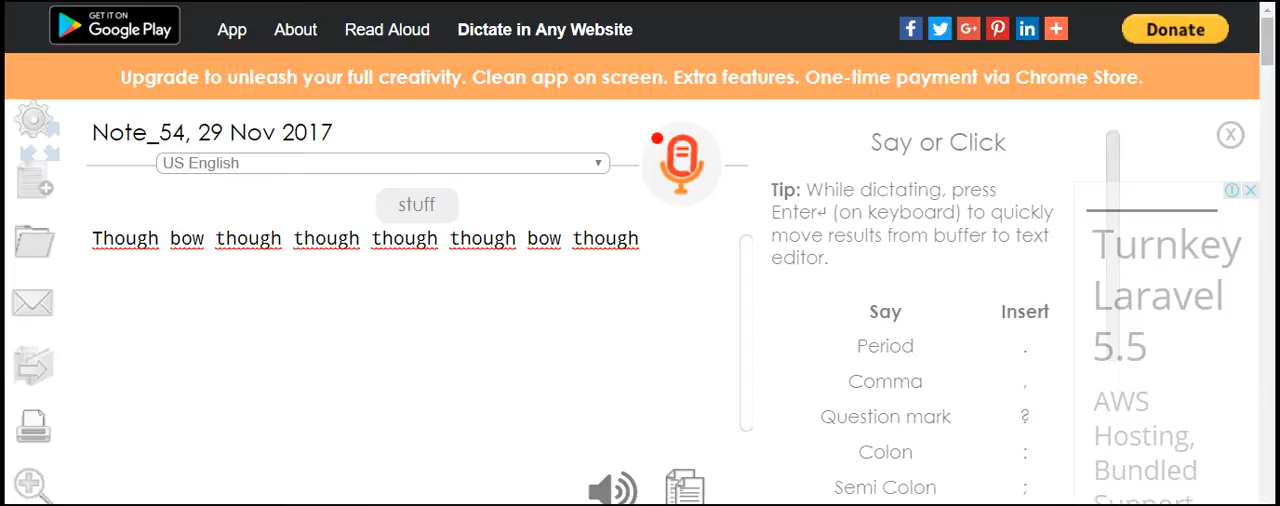 GET IT ON
Google Play
App About Read Aloud Dictate in Any Website
Donate
Upgrade to unleash your full creativity. Clean app on screen. Extra features. One-time payment via Chrome Store.
Note_54, 29 Nov 2017
US English
stuff
Though bow though though though though bow though
Say or Click
Tip: While dictating, press
Enter↵ (on keyboard) to quickly
move results from buffer to text
editor.
Say Insert
Period .
Comma ,
Question mark ?
Colon :
Semi Colon ;
Turnkey
Laravel
5.5
AWS
Hosting,
Bundled
Support